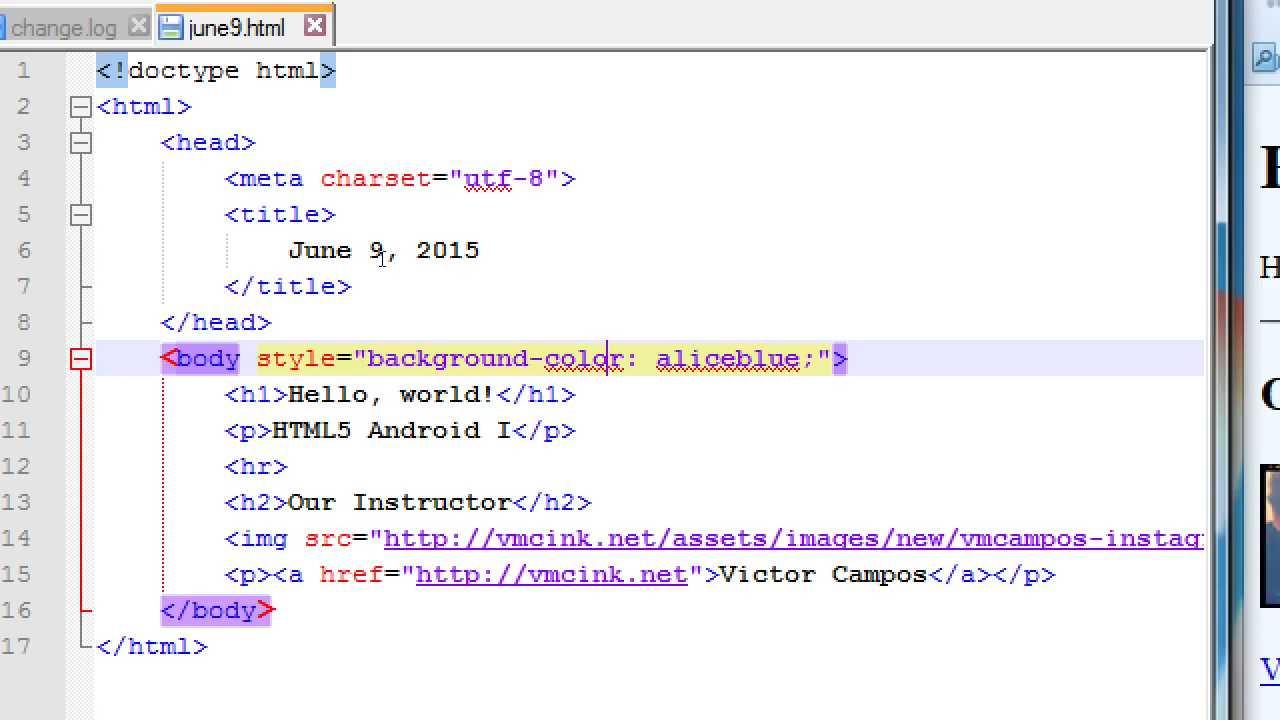 change.log june9.html
1 <!doctype html>
2 <html>
3 <head>
4 <meta charset="utf-8">
5 <title>
6 June 9, 2015
7 </title>
8 </head>
9 <body style="background-color: aliceblue;">
10 <h1>Hello, world!</h1>
11 <p>HTML5 Android I</p>
12 <hr>
13 <h2>Our Instructor</h2>
14 <img src="http://vmcink.net/assets/images/new/vmcampos-instag
15 <p><a href="http://vmcink.net">Victor Campos</a></p>
16 </body>
17 </html>